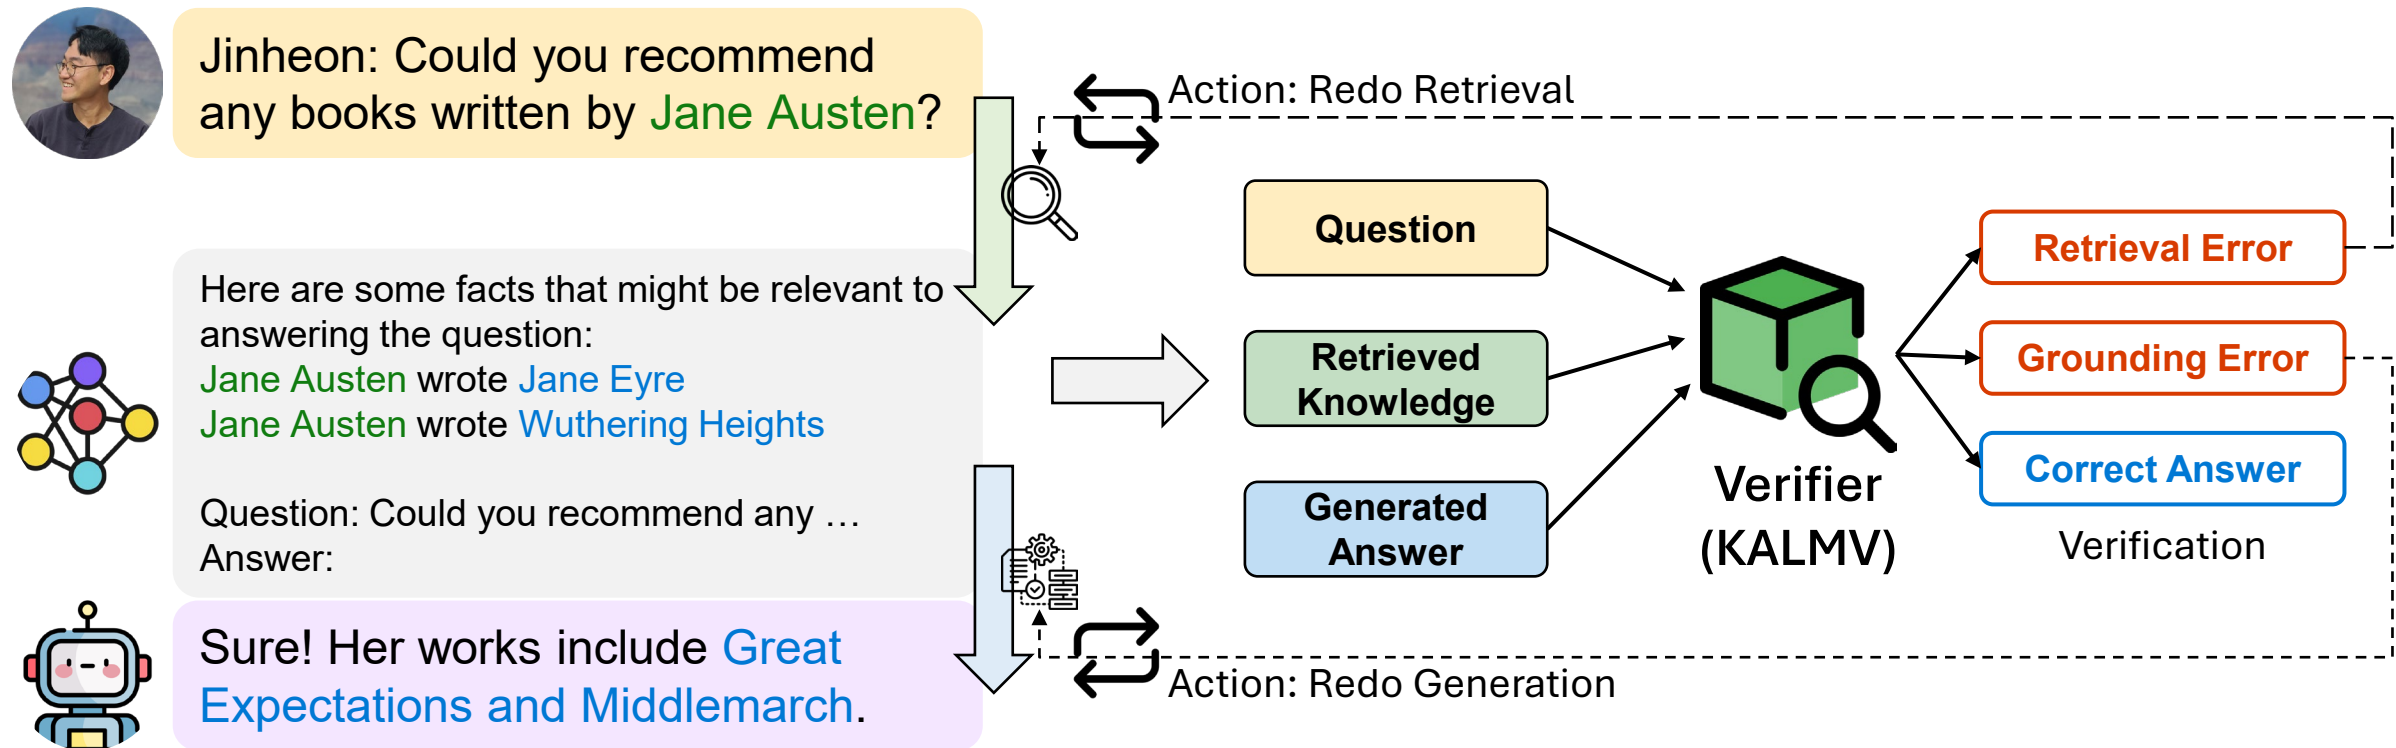 Jinheon: Could you recommend
any books written by Jane Austen?
Here are some facts that might be relevant to
answering the question:
Jane Austen wrote Jane Eyre
Jane Austen wrote Wuthering Heights
Question: Could you recommend any …
Answer:
Sure! Her works include Great
Expectations and Middlemarch.
Action: Redo Retrieval
Question
Retrieved
Knowledge
Generated
Answer
Verifier
(KALMV)
Retrieval Error
Grounding Error
Correct Answer
Verification
Action: Redo Generation